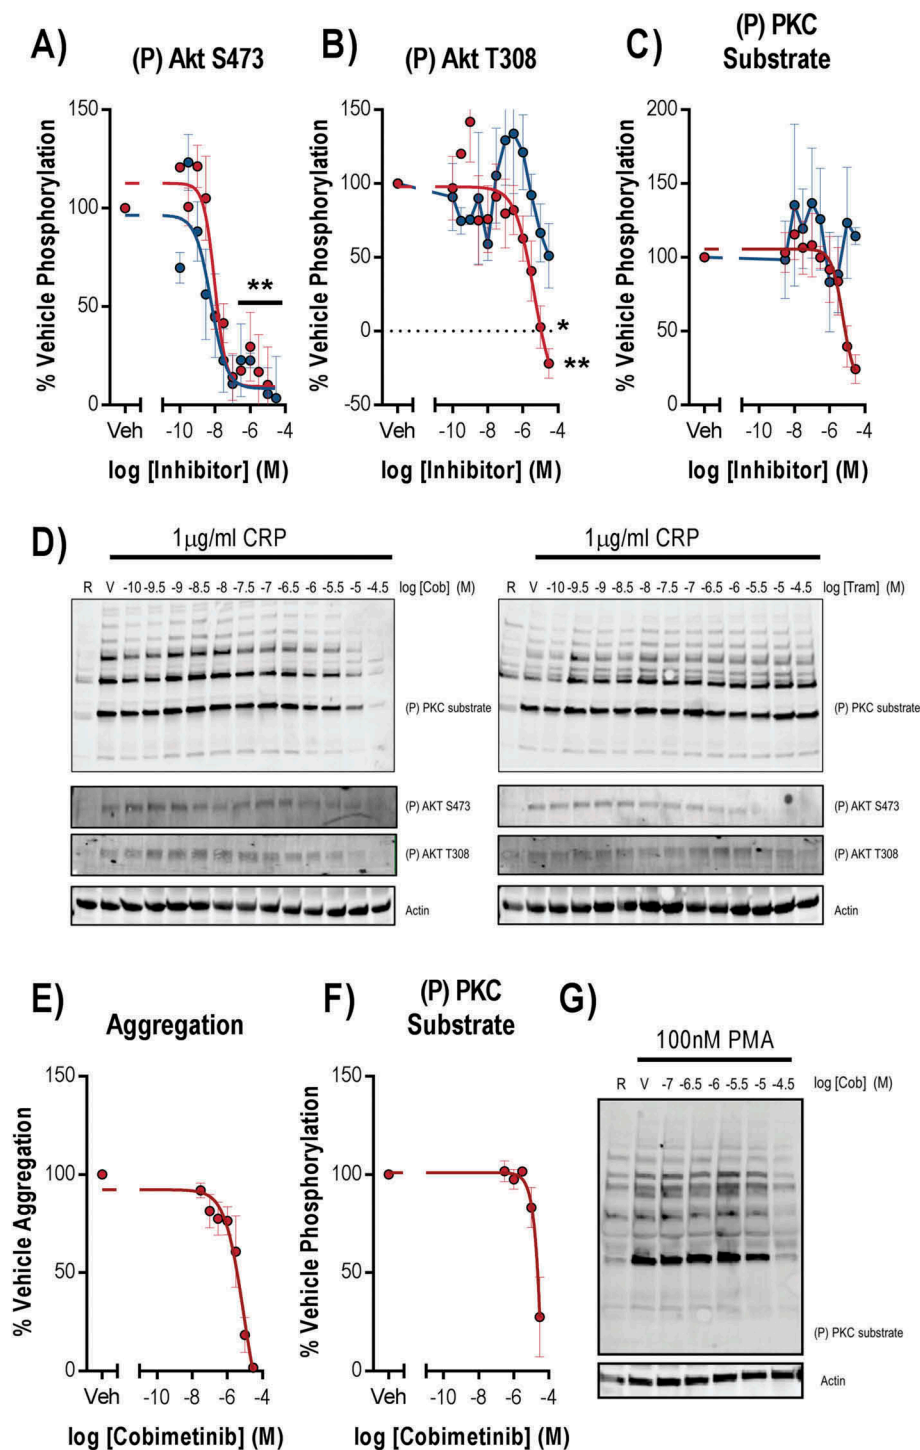 A)
(P) Akt S473
% Vehicle Phosphorylation
150
100
50
0
**
Veh
-10 -8 -6 -4
log [Inhibitor] (M)
B)
(P) Akt T308
% Vehicle Phosphorylation
150
100
50
0
-50
*
**
Veh
-10 -8 -6 -4
log [Inhibitor] (M)
C)
(P) PKC
Substrate
% Vehicle Phosphorylation
200
150
100
50
0
Veh
-10 -8 -6 -4
log [Inhibitor] (M)
D)
1µg/ml CRP
R V -10 -9.5 -9 -8.5 -8 -7.5 -7 -6.5 -6 -5.5 -5 -4.5 log [Cob] (M)
(P) PKC substrate
(P) AKT S473
(P) AKT T308
Actin
1µg/ml CRP
R V -10 -9.5 -9 -8.5 -8 -7.5 -7 -6.5 -6 -5.5 -5 -4.5 log [Tram] (M)
(P) PKC substrate
(P) AKT S473
(P) AKT T308
Actin
E)
Aggregation
% Vehicle Aggregation
150
100
50
0
Veh
-10 -8 -6 -4
log [Cobimetinib] (M)
F)
(P) PKC
Substrate
% Vehicle Phosphorylation
150
100
50
0
Veh
-10 -8 -6 -4
log [Cobimetinib] (M)
G)
100nM PMA
R V -7 -6.5 -6 -5.5 -5 -4.5 log [Cob] (M)
(P) PKC substrate
Actin